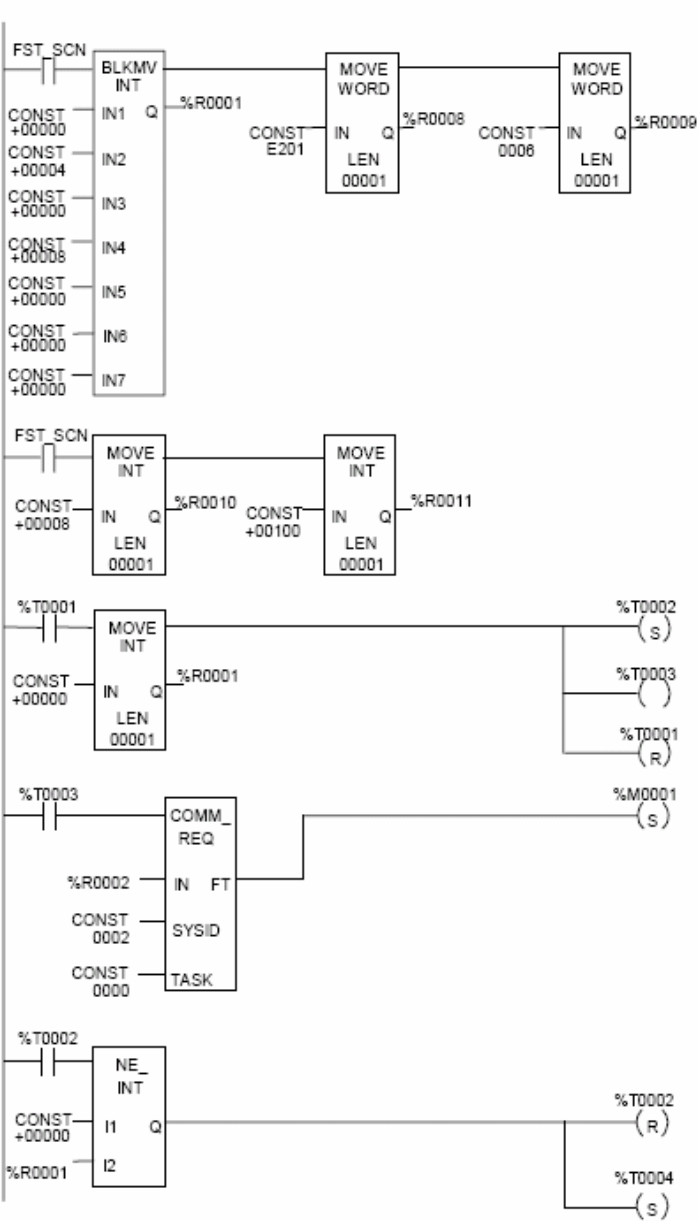 FST_SCN
BLKMV
INT
MOVE
WORD
MOVE
WORD
CONST
+00000
IN1 Q
%R0001
CONST
E201
IN Q
%R0008
CONST
0006
IN Q
%R0009
LEN
00001
LEN
00001
CONST
+00004
IN2
CONST
+00000
IN3
CONST
+00008
IN4
CONST
+00000
IN5
CONST
+00000
IN6
CONST
+00000
IN7
FST_SCN
MOVE
INT
MOVE
INT
CONST
+00008
IN Q
%R0010
CONST
+00100
IN Q
%R0011
LEN
00001
LEN
00001
%T0001
MOVE
INT
%T0002
S
CONST
+00000
IN Q
%R0001
%T0003
LEN
00001
%T0001
R
%T0003
COMM_
REQ
%M0001
S
%R0002
IN FT
CONST
0002
SYSID
CONST
0000
TASK
%T0002
NE_
INT
CONST
+00000
I1 Q
%T0002
R
%R0001
I2
%T0004
S